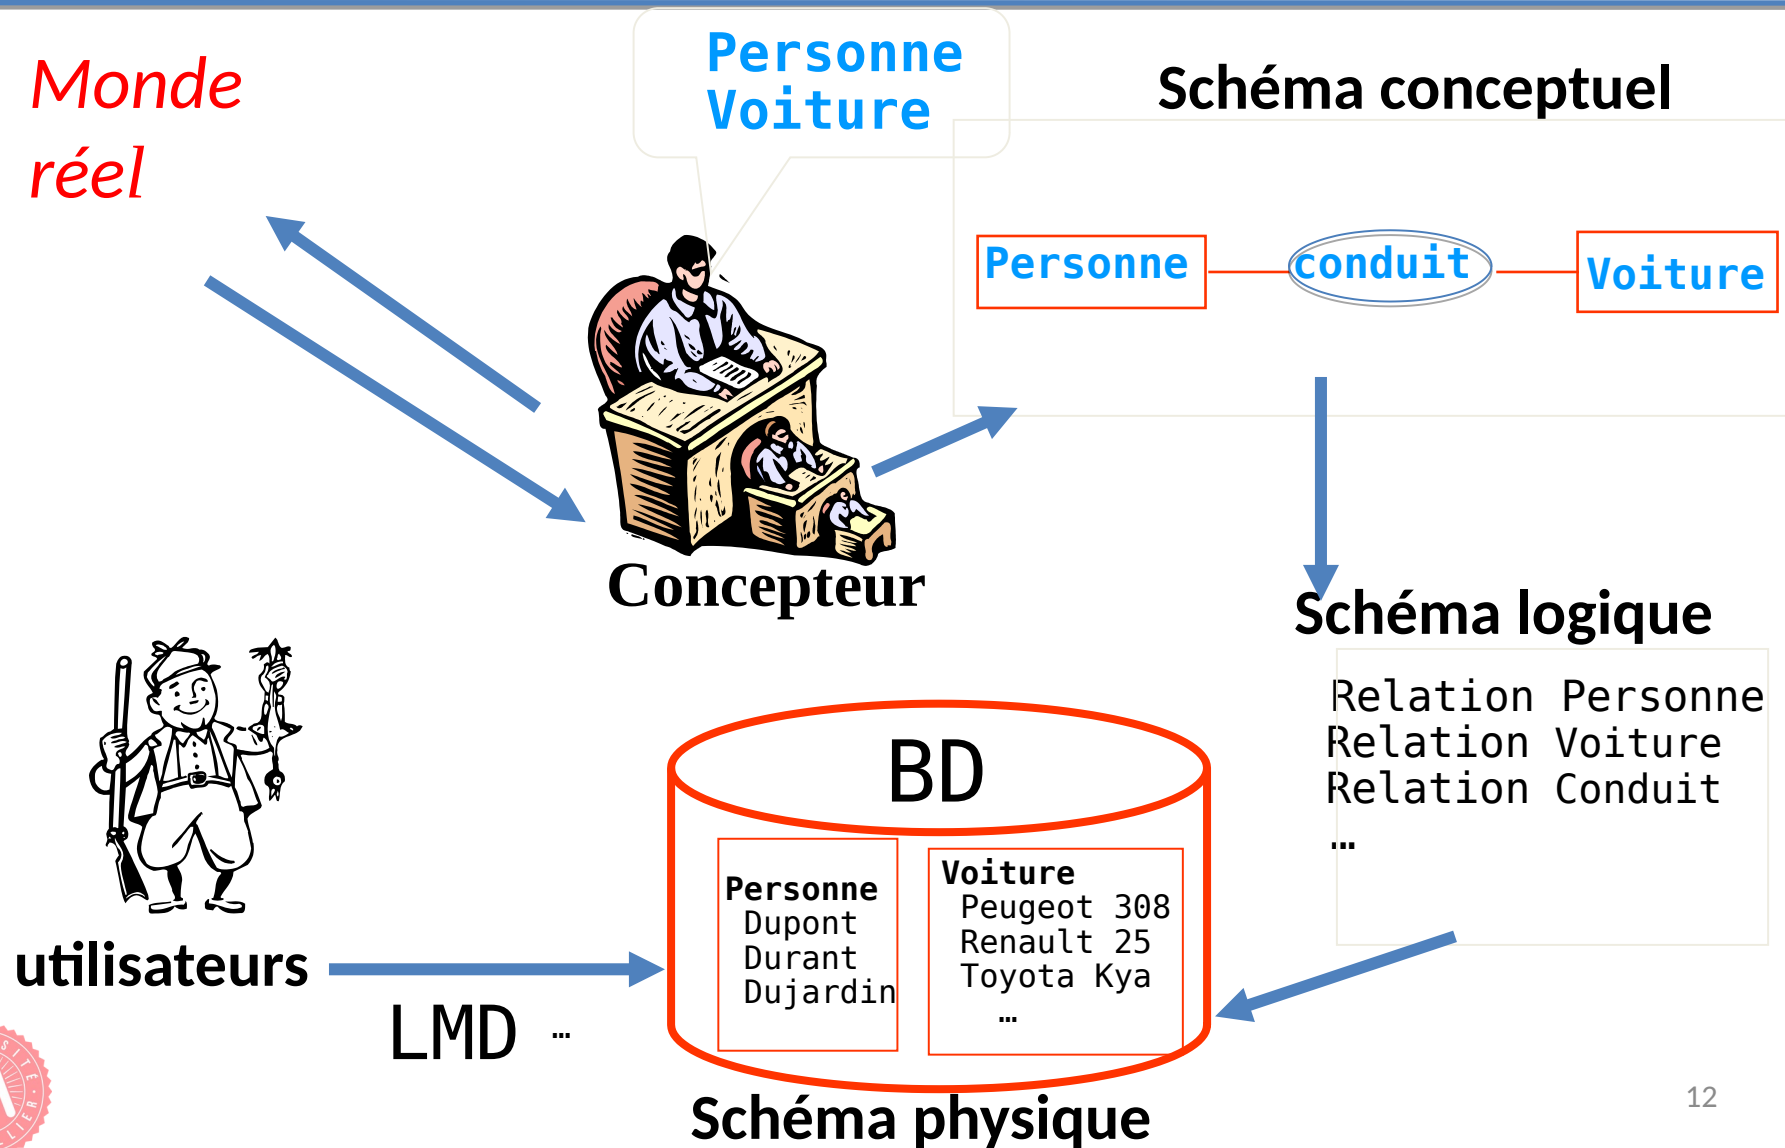 Monde
réel
Personne
Voiture
Schéma conceptuel
Personne
conduit
Voiture
Concepteur
Schéma logique
Relation Personne
Relation Voiture
Relation Conduit
…
BD
Personne
Dupont
Durant
Dujardin
Voiture
Peugeot 308
Renault 25
Toyota Kya
…
utilisateurs
LMD …
Schéma physique
12